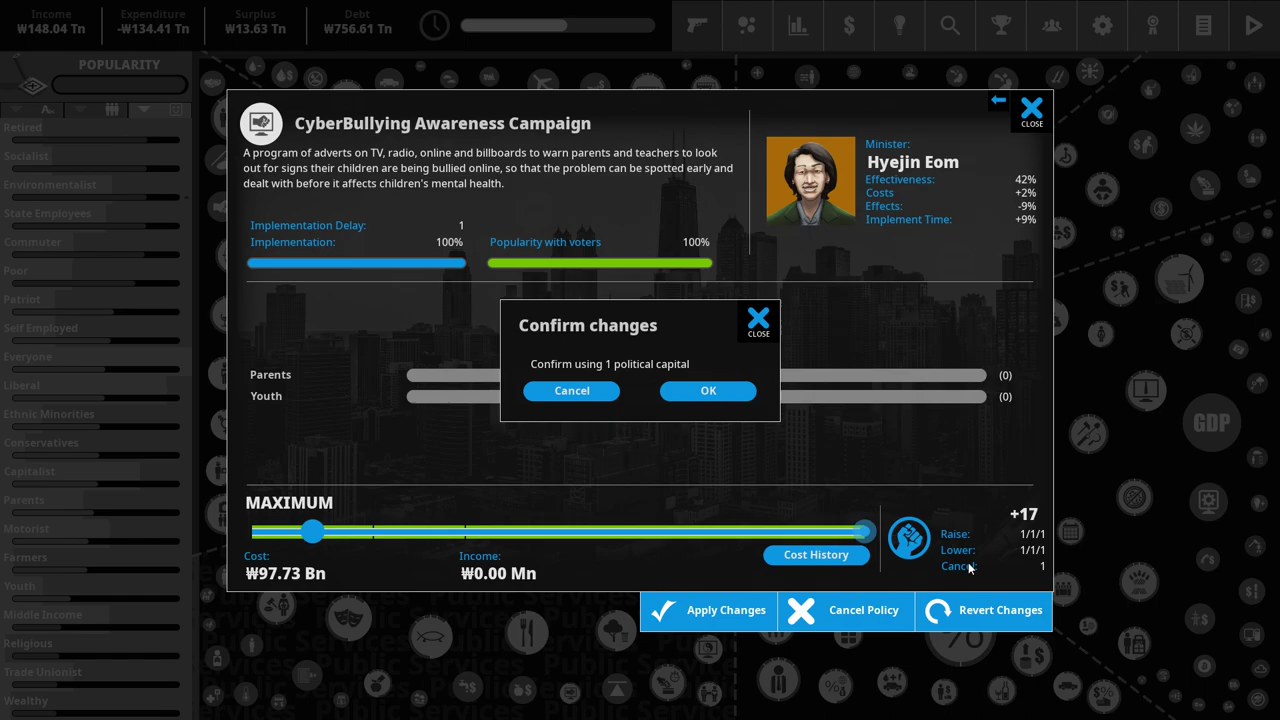 Income
₩148.04 Tn
Expenditure
-₩134.41 Tn
Surplus
₩13.63 Tn
Debt
₩756.61 Tn
POPULARITY
Retired
Socialist
Environmentalist
State Employees
Commuter
Poor
Patriot
Self Employed
Everyone
Liberal
Ethnic Minorities
Conservatives
Capitalist
Parents
Motorist
Farmers
Youth
Middle Income
Religious
Trade Unionist
Wealthy
CyberBullying Awareness Campaign
A program of adverts on TV, radio, online and billboards to warn parents and teachers to look
out for signs their children are being bullied online, so that the problem can be spotted early and
dealt with before it affects children's mental health.
Implementation Delay: 1
Implementation: 100%
Popularity with voters 100%
CLOSE
Minister:
Hyejin Eom
Effectiveness: 42%
Costs +2%
Effects: -9%
Implement Time: +9%
Confirm changes
CLOSE
Confirm using 1 political capital
Cancel
OK
Parents (0)
Youth (0)
MAXIMUM
Cost:
₩97.73 Bn
Income:
₩0.00 Mn
Cost History
+17
Raise: 1/1/1
Lower: 1/1/1
Cancel: 1
Apply Changes
Cancel Policy
Revert Changes
GDP
Public Services